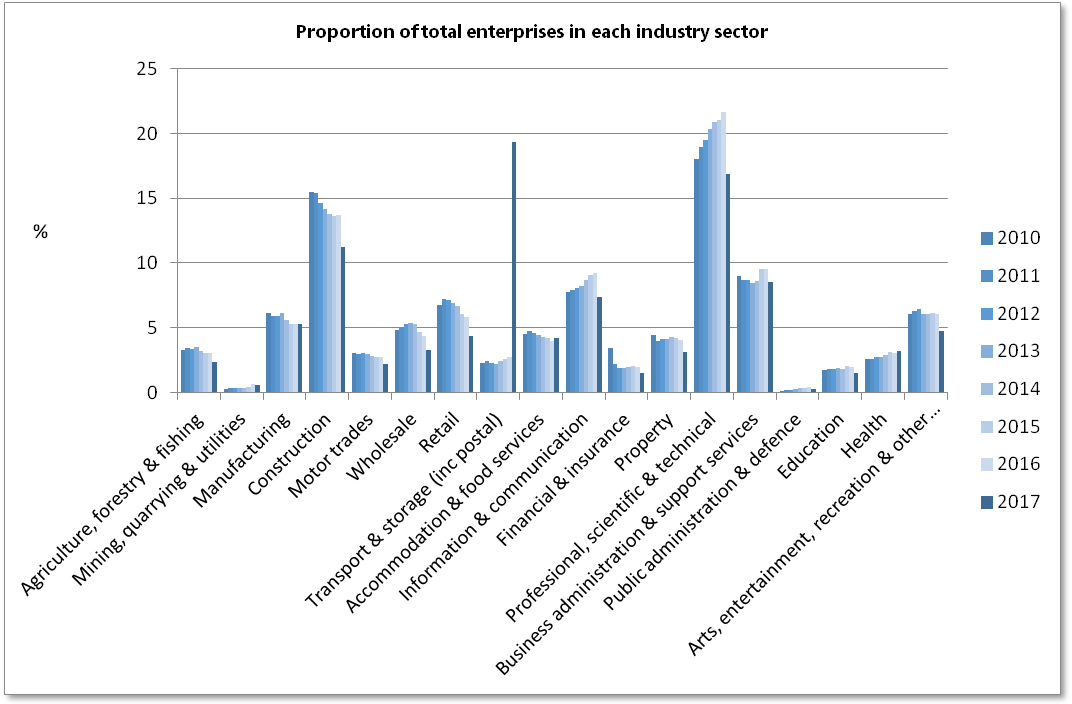 Proportion of total enterprises in each industry sector
25
20
15
10
5
0
%
Agriculture, forestry & fishing
Mining, quarrying & utilities
Manufacturing
Construction
Motor trades
Wholesale
Retail
Transport & storage (inc postal)
Accommodation & food services
Information & communication
Financial & insurance
Property
Professional, scientific & technical
Business administration & support services
Public administration & defence
Education
Health
Arts, entertainment, recreation & other…
2010
2011
2012
2013
2014
2015
2016
2017